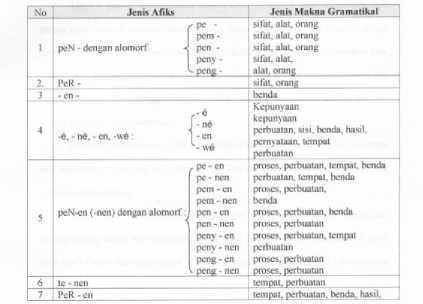 No Jenis Afiks Jenis Makna Gramatikal
1 peN - dengan alomorf
pe - sifat, alat, orang
pem - sifat, alat, orang
pen - sifat, alat, orang
peny - sifat, alat,
peng - alat, orang
2. PeR - sifat, orang
3 - en - benda
4 -é, - né, - en, -wé :
- é Kepunyaan
- né kepunyaan
- en perbuatan, sisi, benda, hasil,
pernyataan, tempat
- wé perbuatan
5 peN-en (-nen) dengan alomorf :
pe - en proses, perbuatan, tempat, benda
pe - nen perbuatan, tempat, benda
pem - en proses, perbuatan,
pem - nen benda
pen - en proses, perbuatan, benda
pen - nen proses, perbuatan
peny - en proses, perbuatan, tempat
peny - nen perbuatan
peng - en proses, perbuatan
peng - nen proses, perbuatan
6 te - nen tempat, perbuatan
7 PeR - en tempat, perbuatan, benda, hasil,